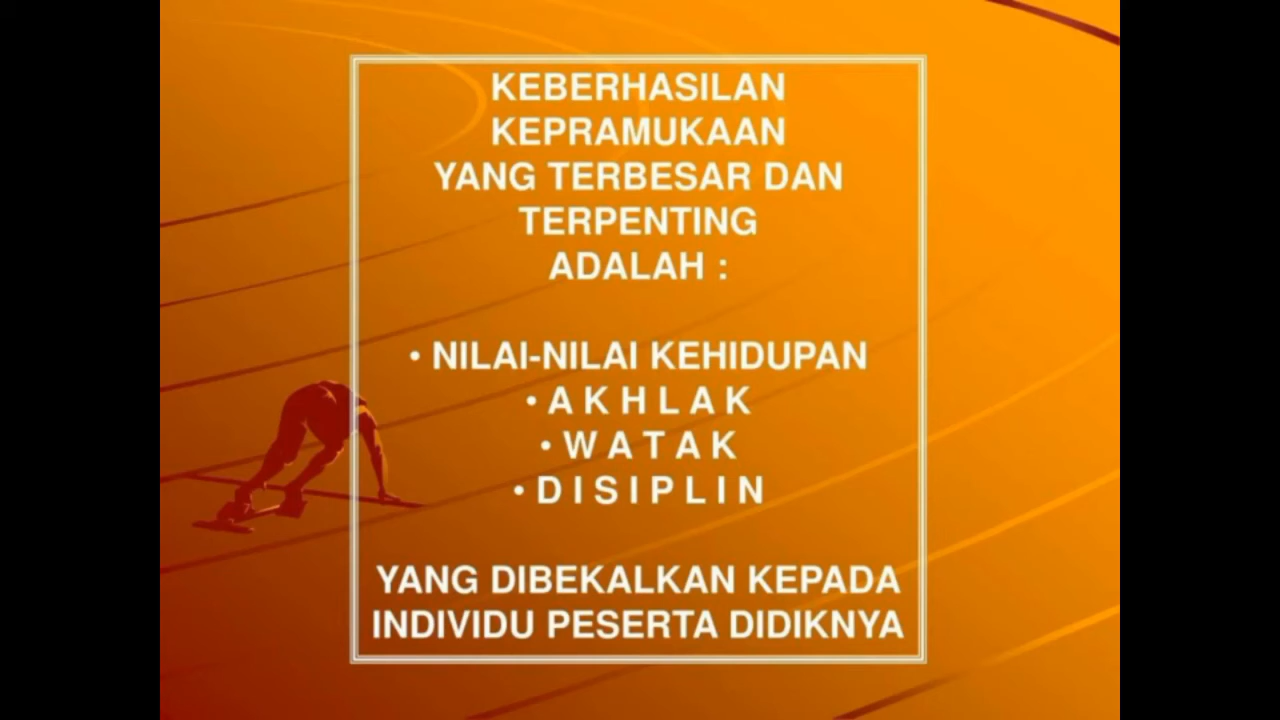 KEBERHASILAN
KEPRAMUKAAN
YANG TERBESAR DAN
TERPENTING
ADALAH :
• NILAI-NILAI KEHIDUPAN
• A K H L A K
• W A T A K
• D I S I P L I N
YANG DIBEKALKAN KEPADA
INDIVIDU PESERTA DIDIKNYA